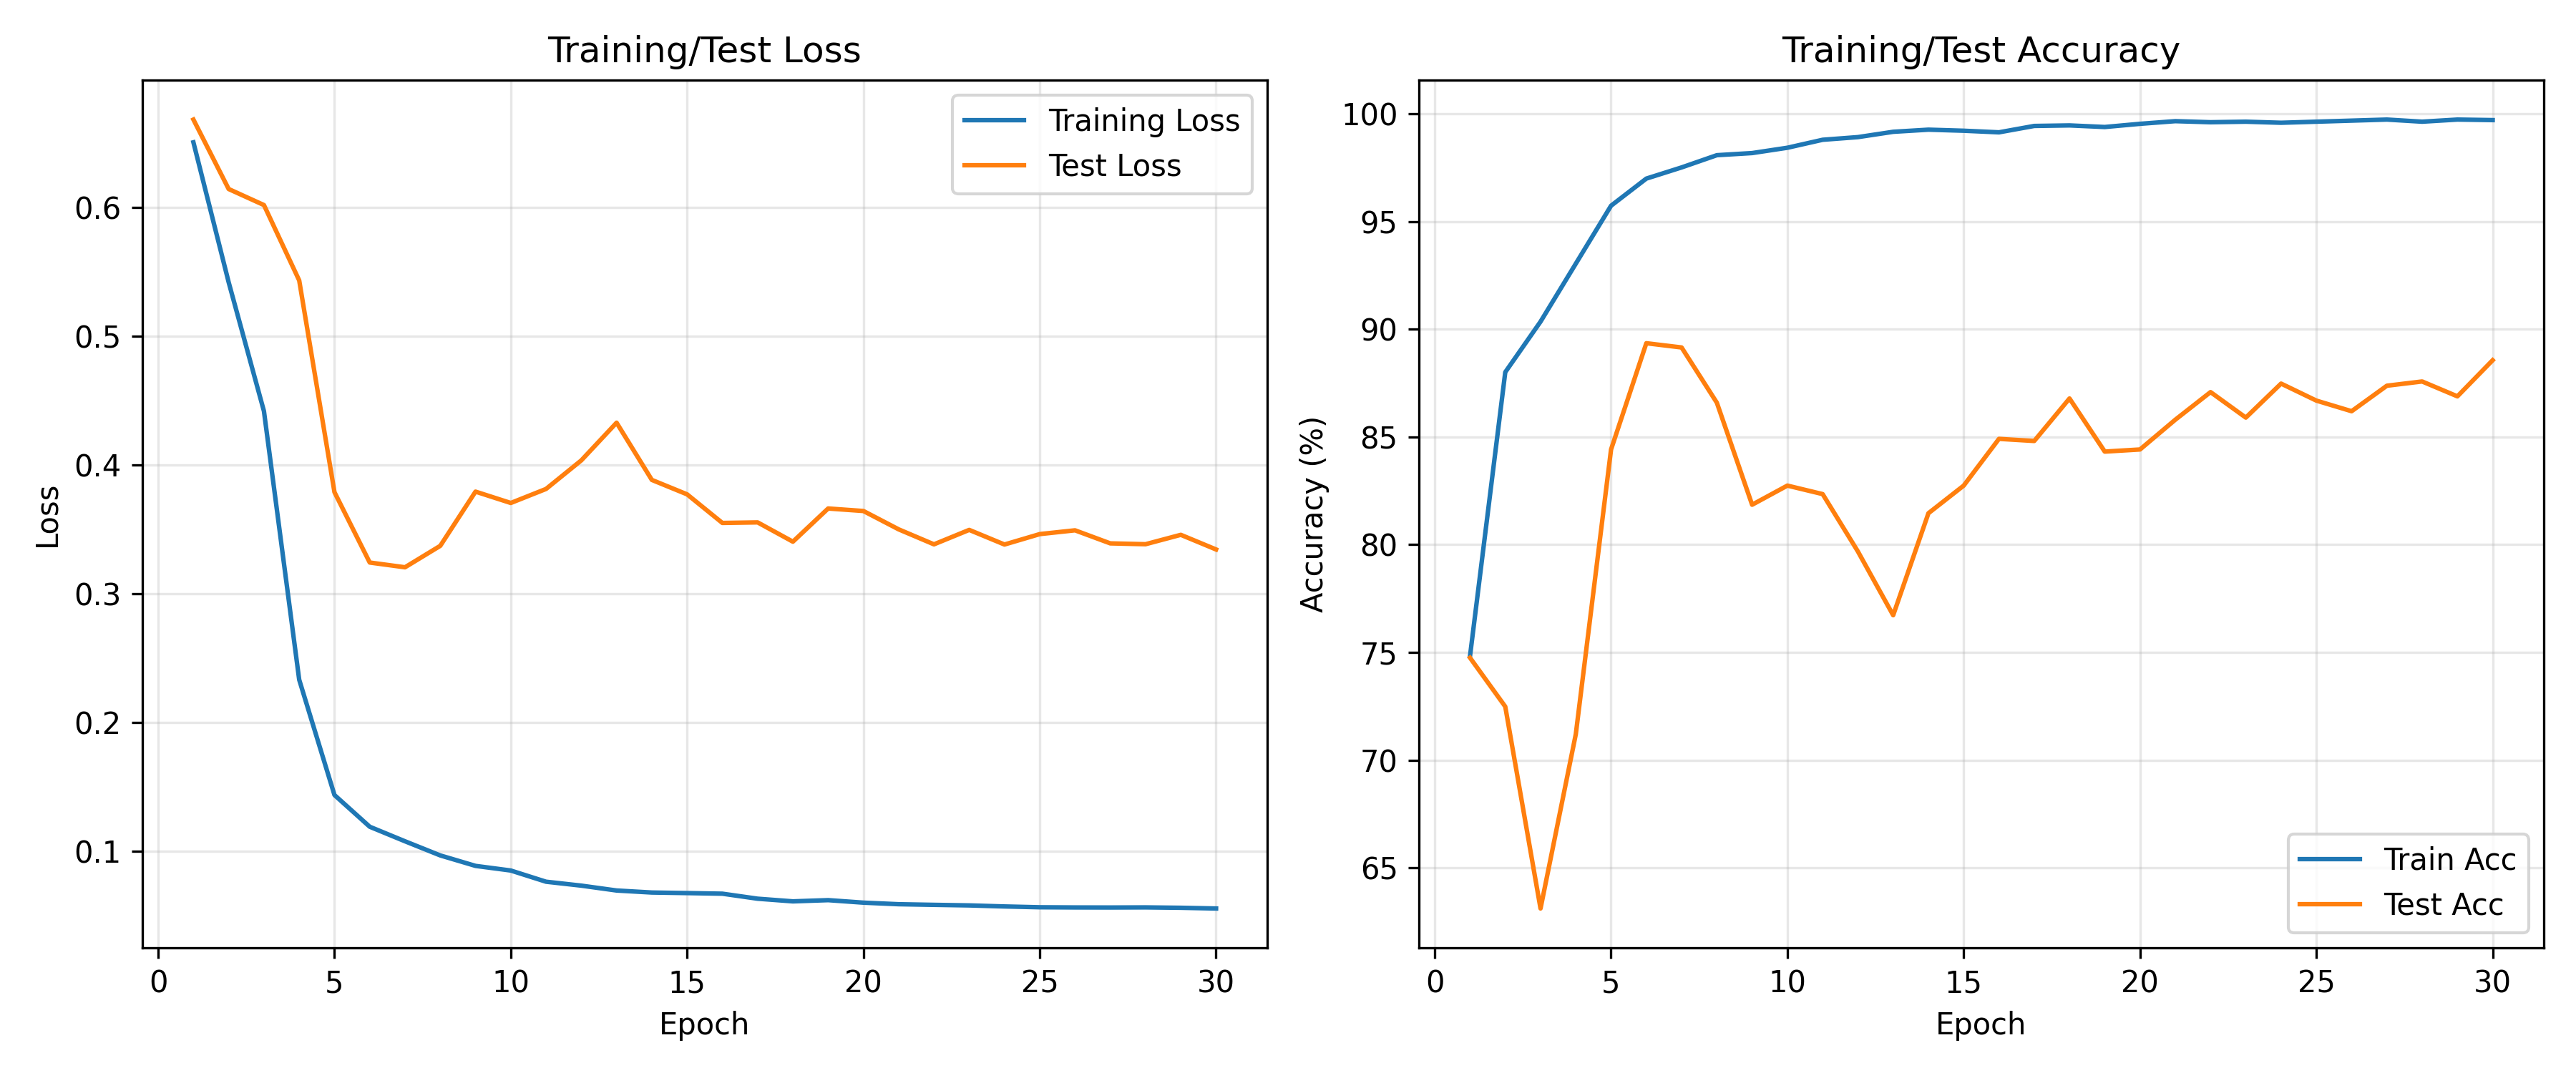 Training/Test Loss
Training Loss
Test Loss
Loss
0.6
0.5
0.4
0.3
0.2
0.1
0 5 10 15 20 25 30
Epoch
Training/Test Accuracy
Accuracy (%)
100
95
90
85
80
75
70
65
Train Acc
Test Acc
0 5 10 15 20 25 30
Epoch